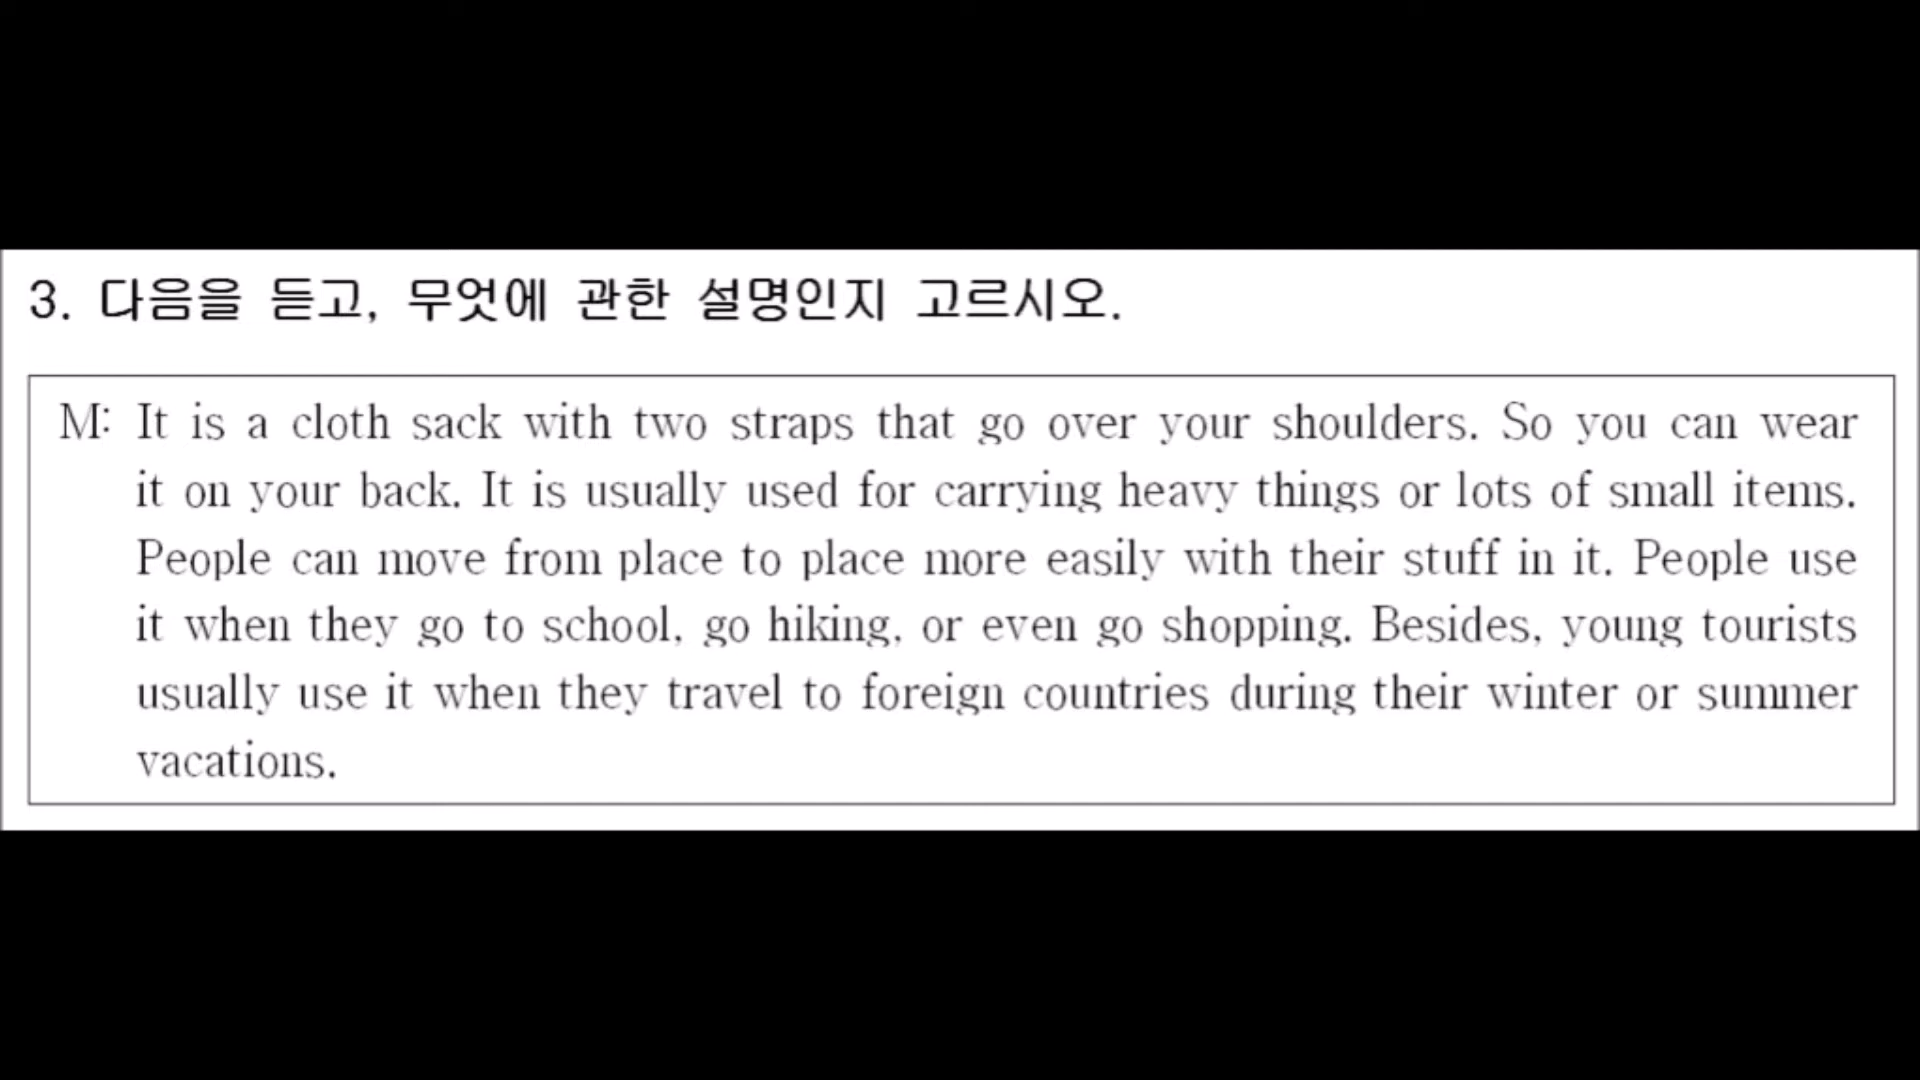 3. 다음을 듣고, 무엇에 관한 설명인지 고르시오.
M: It is a cloth sack with two straps that go over your shoulders. So you can wear
it on your back. It is usually used for carrying heavy things or lots of small items.
People can move from place to place more easily with their stuff in it. People use
it when they go to school, go hiking, or even go shopping. Besides, young tourists
usually use it when they travel to foreign countries during their winter or summer
vacations.